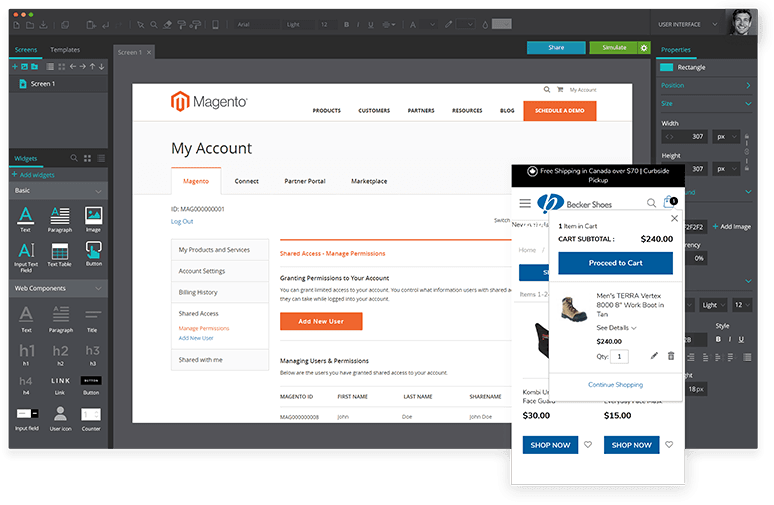 Arial
Light
12
B I U
A
USER INTERFACE
Screens
Templates
Screen 1
Widgets
Add widgets
Basic
Text
Paragraph
Image
Input Text Field
Text Table
Button
Web Components
Text
Paragraph
Title
h1 h2 h3
h1
h2
h3
h4 LINK BUTTON
h4
Link
Button
Input field
User icon
Counter
Screen 1
Share
Simulate
Magento
My Account
PRODUCTS
CUSTOMERS
PARTNERS
RESOURCES
BLOG
SCHEDULE A DEMO
My Account
Magento
Connect
Partner Portal
Marketplace
ID: MAG000000001
Log Out
Switch
My Products and Services
Account Settings
Billing History
Shared Access
Manage Permissions
Add New User
Shared with me
Shared Access - Manage Permissions
Granting Permissions to Your Account
You can grant limited access to your account. You control what information users with shared
they can take while logged into your account.
Add New User
Managing Users & Permissions
Below are the users you have granted shared access to your account.
MAGENTO ID
FIRST NAME
LAST NAME
SHARENAME
MAG000000008
John
Doe
John Doe
Free Shipping in Canada over $70 | Curbside
Pickup
Becker Shoes
1
Home /
Items 1-2
1 Item in Cart
CART SUBTOTAL :
$240.00
Proceed to Cart
Men's TERRA Vertex
8000 8" Work Boot in
Tan
See Details
$240.00
Qty: 1
Continue Shopping
Kombi Un
Face Guard
$30.00
SHOP NOW
Everyday Face Mask
$15.00
SHOP NOW
Properties
Rectangle
Position
Size
Width
307
px
Height
307
px
und
F2F2
+ Add Image
rency
0%
Light
12
Style
2B
B I U
ght
18 px